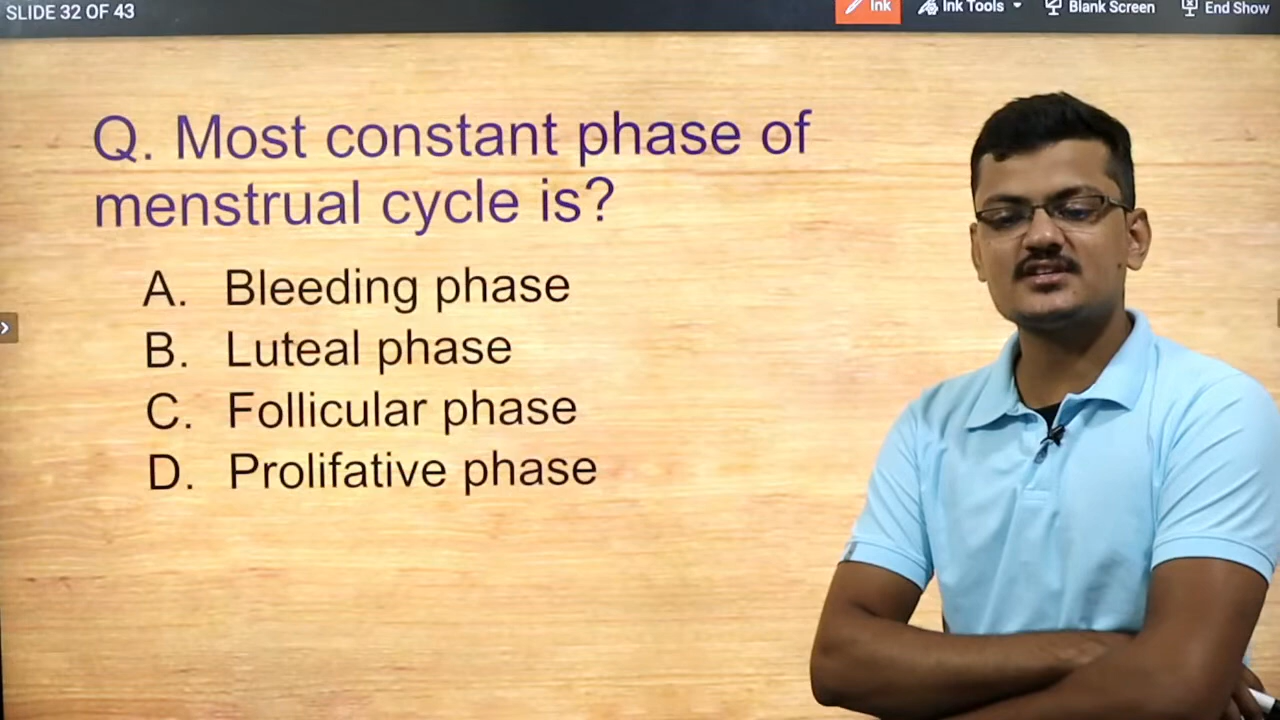 SLIDE 32 OF 43
Ink
Ink Tools
Blank Screen
End Show
Q. Most constant phase of
menstrual cycle is?
A. Bleeding phase
B. Luteal phase
C. Follicular phase
D. Prolifative phase